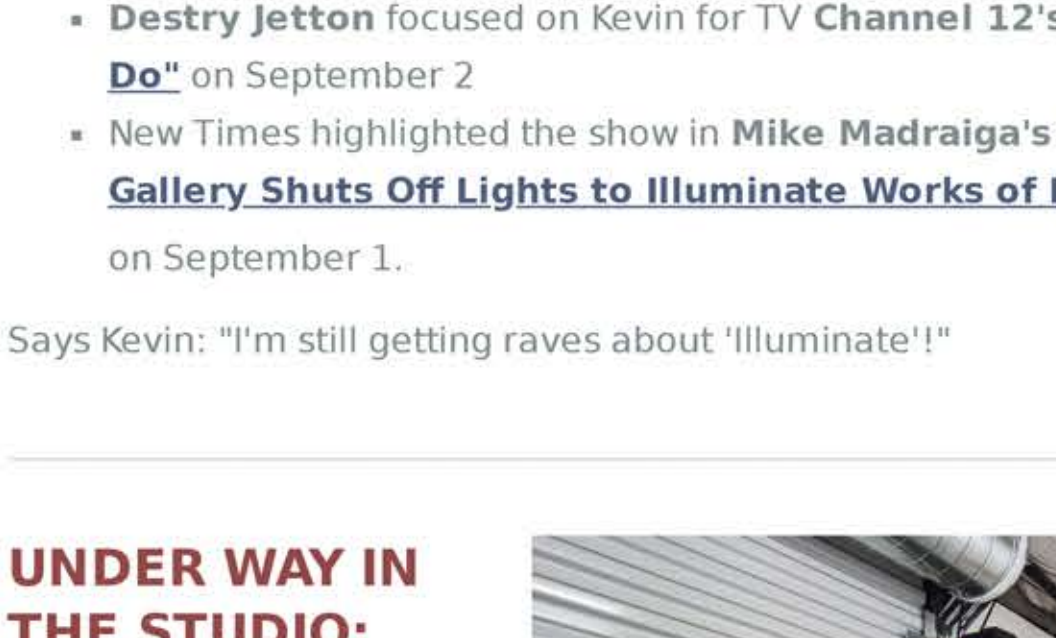 Destry Jetton focused on Kevin for TV Channel 12's
Do" on September 2
New Times highlighted the show in Mike Madraiga's
Gallery Shuts Off Lights to Illuminate Works of
on September 1.
Says Kevin: "I'm still getting raves about 'Illuminate'!"
UNDER WAY IN
THE STUDIO: